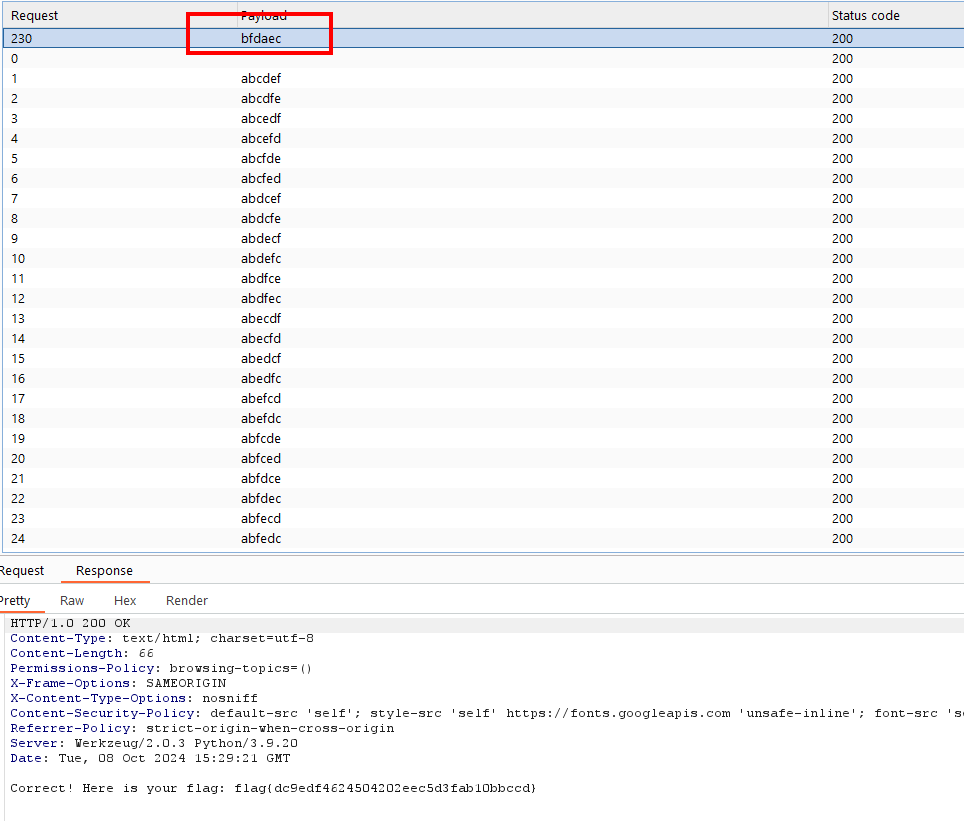 Request Payload Status code
230 bfdaec 200
0 200
1 abcdef 200
2 abcdfe 200
3 abcedf 200
4 abcefd 200
5 abcfde 200
6 abcfed 200
7 abdcef 200
8 abdcfe 200
9 abdecf 200
10 abdefc 200
11 abdfce 200
12 abdfec 200
13 abecdf 200
14 abecfd 200
15 abedcf 200
16 abedfc 200
17 abefcd 200
18 abefdc 200
19 abfcde 200
20 abfced 200
21 abfdce 200
22 abfdec 200
23 abfecd 200
24 abfedc 200
Request Response
Pretty Raw Hex Render
HTTP/1.0 200 OK
Content-Type: text/html; charset=utf-8
Content-Length: 66
Permissions-Policy: browsing-topics=()
X-Frame-Options: SAMEORIGIN
X-Content-Type-Options: nosniff
Content-Security-Policy: default-src 'self'; style-src 'self' https://fonts.googleapis.com 'unsafe-inline'; font-src 's
Referrer-Policy: strict-origin-when-cross-origin
Server: Werkzeug/2.0.3 Python/3.9.20
Date: Tue, 08 Oct 2024 15:29:21 GMT
Correct! Here is your flag: flag{dc9edf4624504202eec5d3fab10bbccd}